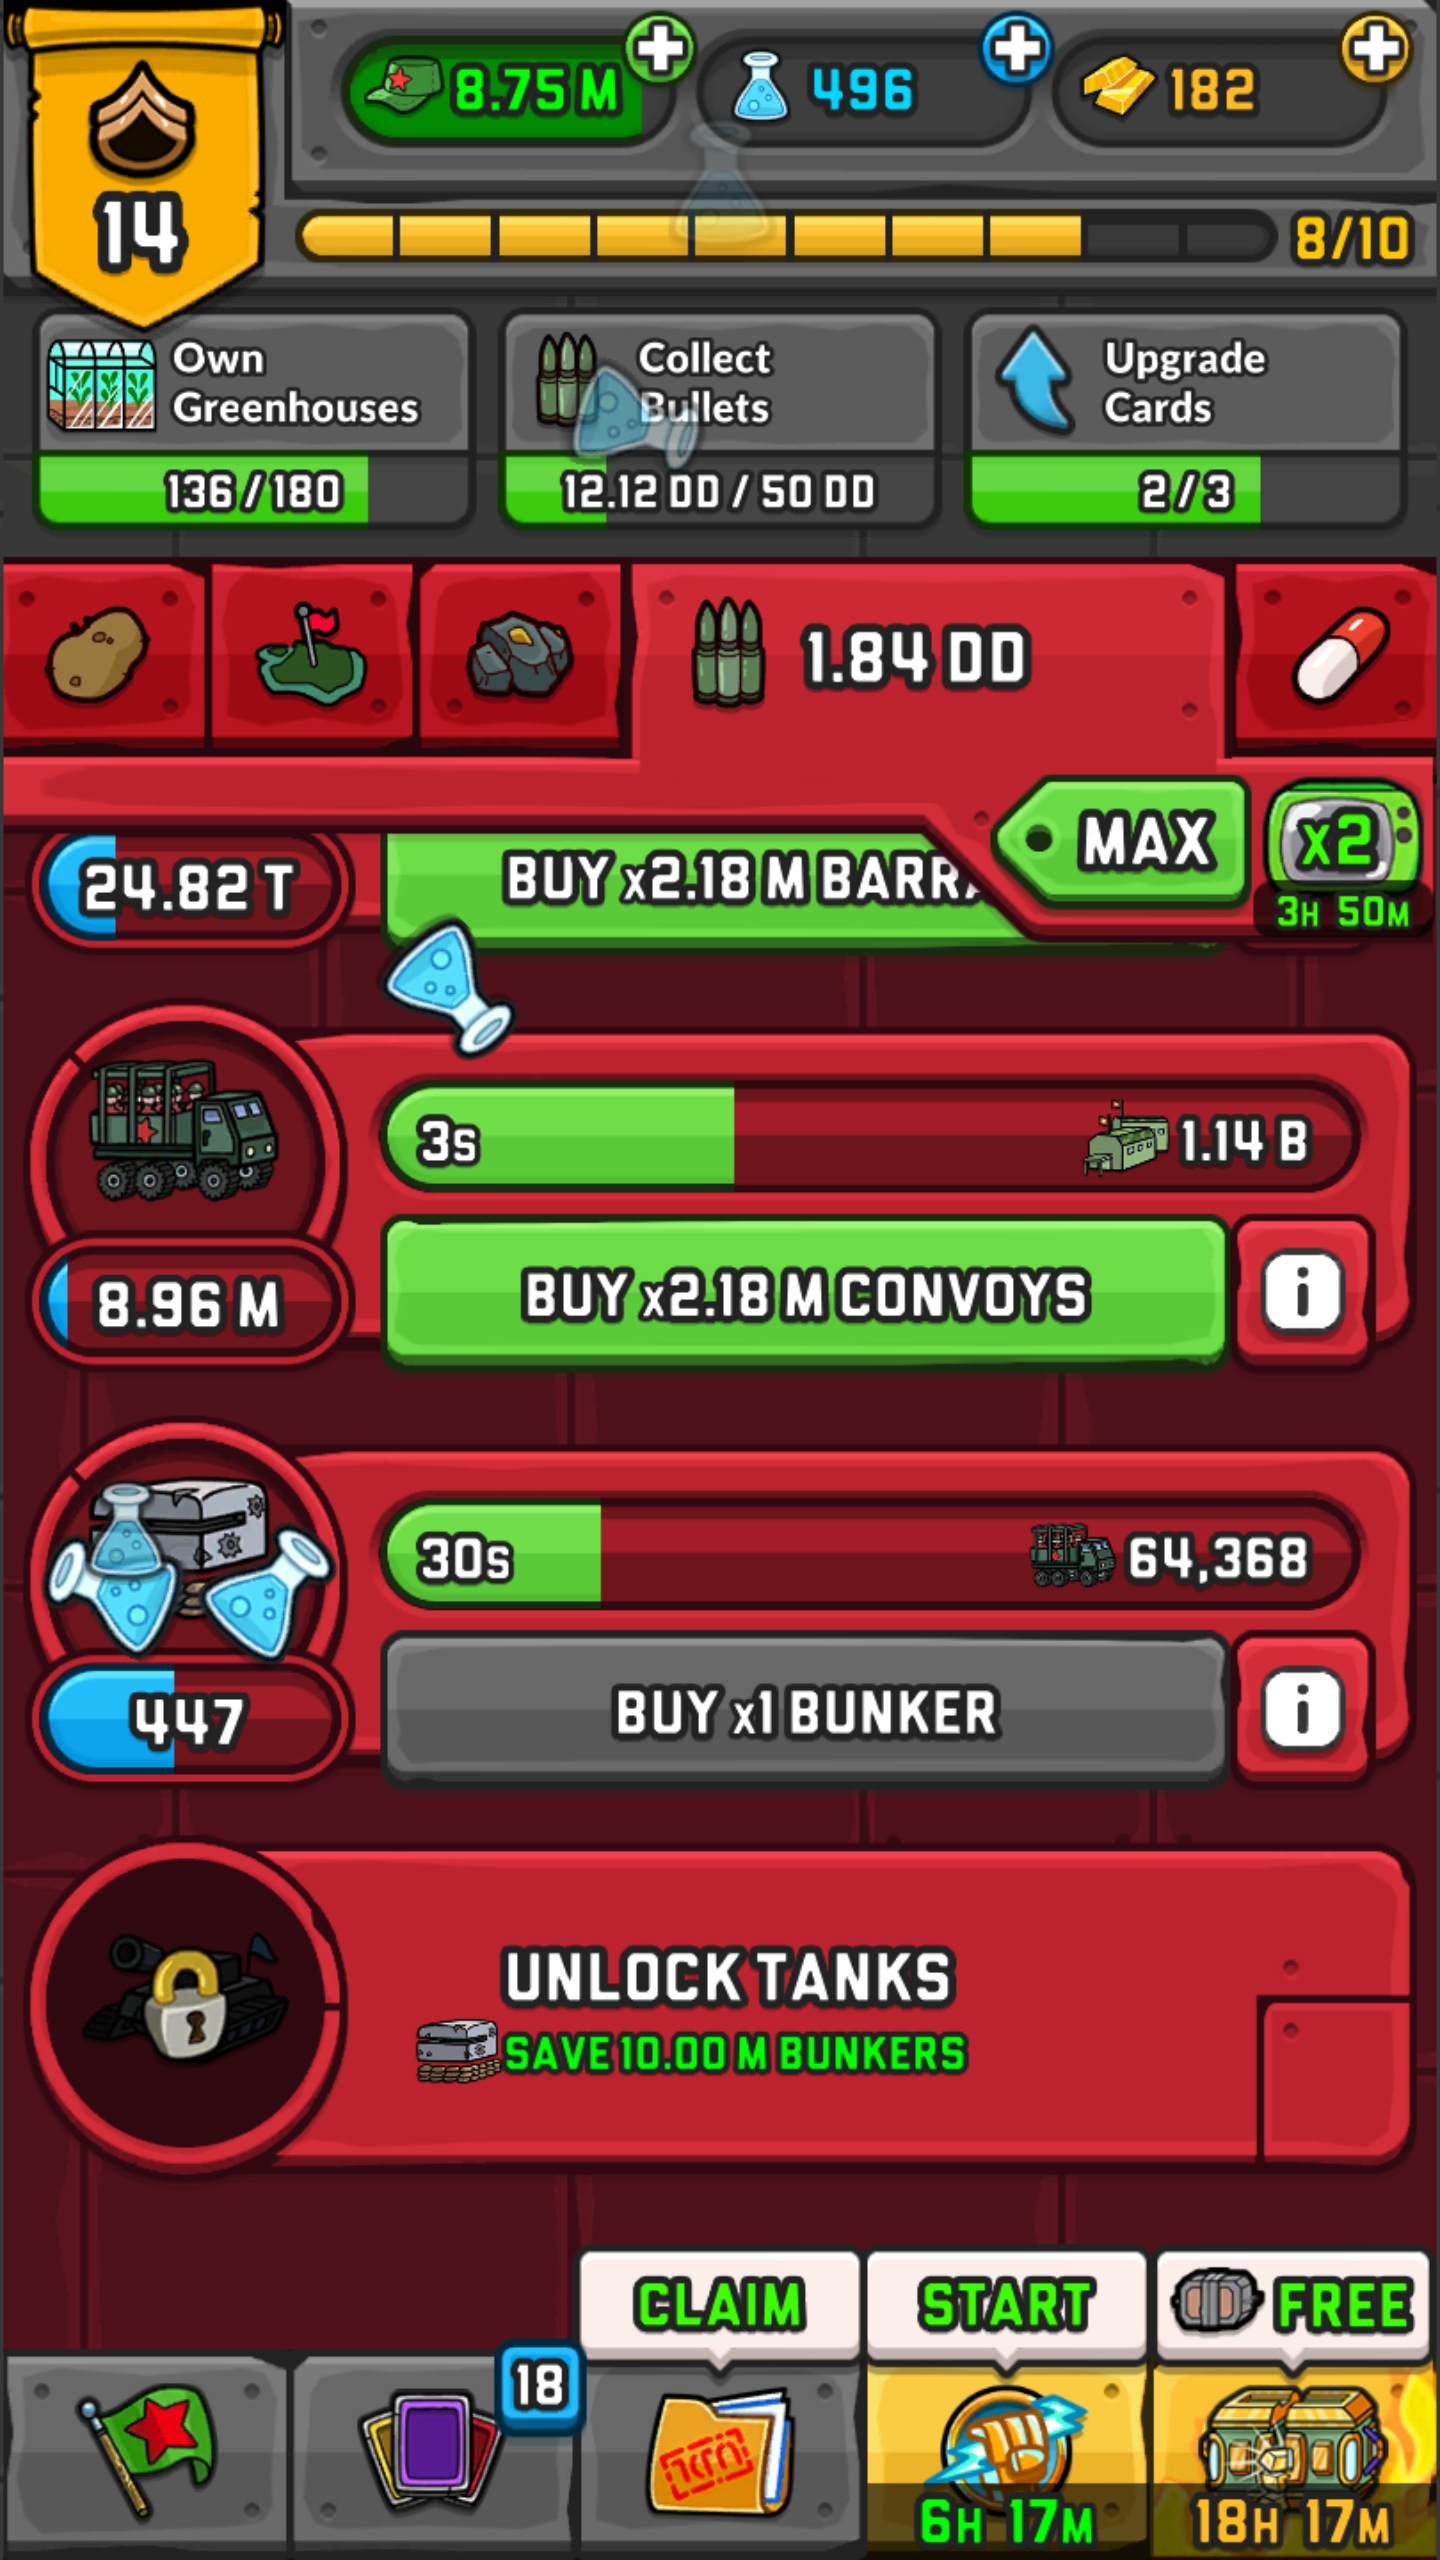 8.75 M
496
182
14
8/10
Own
Greenhouses
136 / 180
Collect
Bullets
12.12 DD / 50 DD
Upgrade
Cards
2 / 3
1.84 DD
MAX
x2
3H 50M
24.82 T
BUY x2.18 M
3s
1.14 B
8.96 M
BUY x2.18 M CONVOYS
i
30s
64,368
447
BUY x1 BUNKER
i
UNLOCK TANKS
SAVE 10.00 M BUNKERS
CLAIM
START
FREE
18
6H 17M
18H 17M